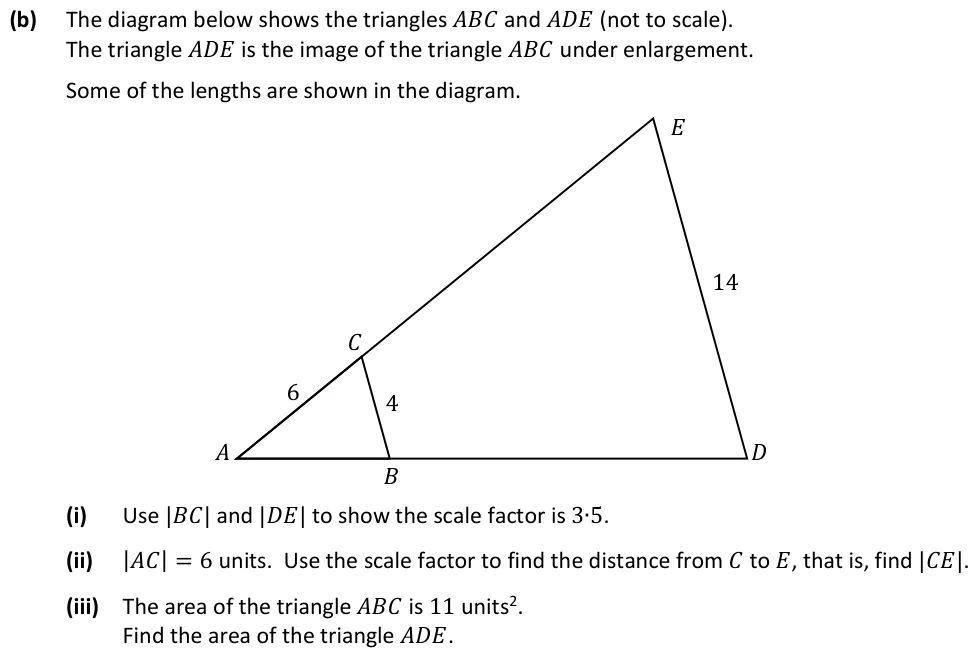 (b) The diagram below shows the triangles ABC and ADE (not to scale).
The triangle ADE is the image of the triangle ABC under enlargement.
Some of the lengths are shown in the diagram.
E
14
C
6
4
A
D
B
(i) Use |BC| and |DE| to show the scale factor is 3·5.
(ii) |AC| = 6 units. Use the scale factor to find the distance from C to E, that is, find |CE|.
(iii) The area of the triangle ABC is 11 units².
Find the area of the triangle ADE.